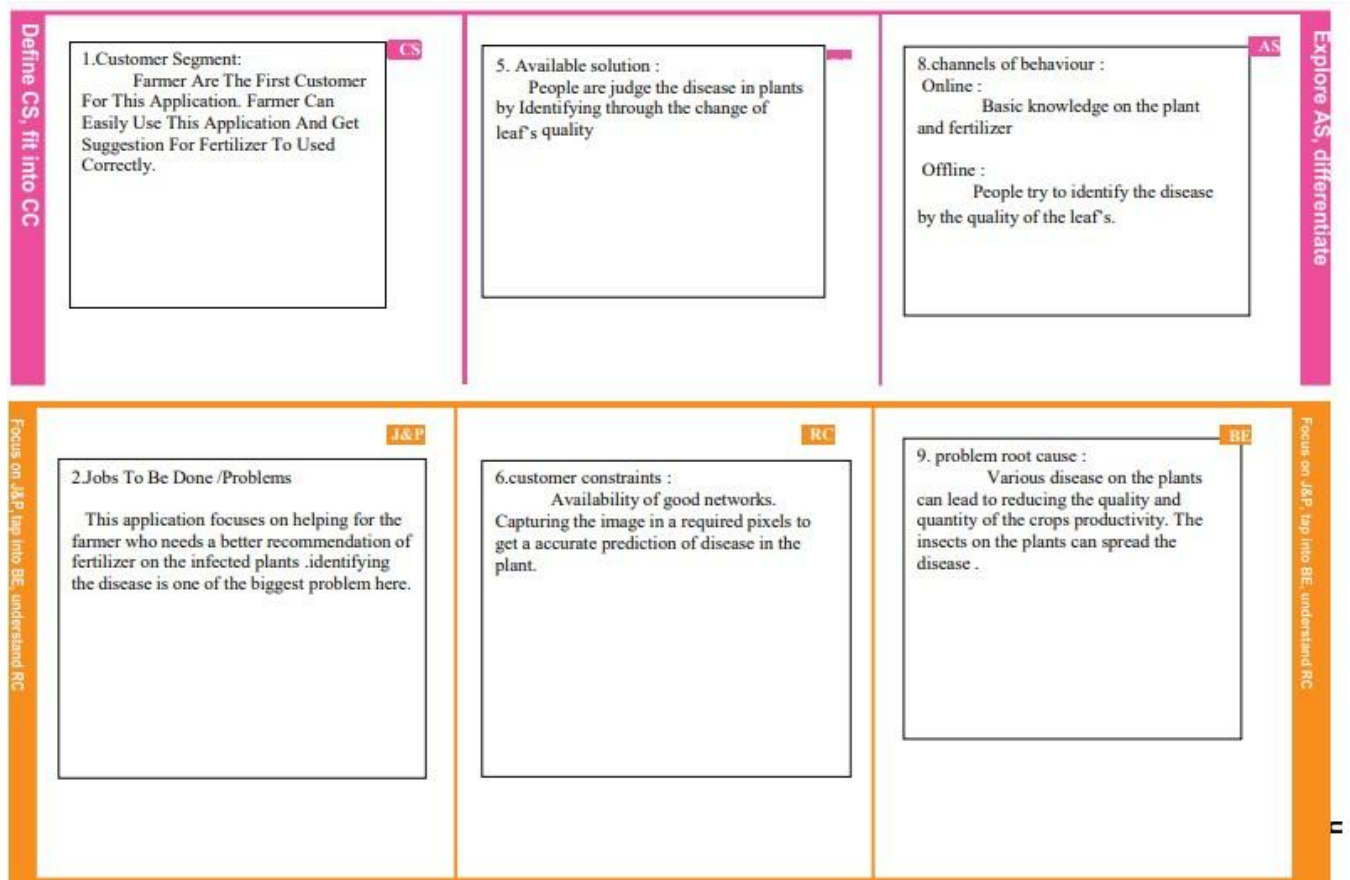 Define CS, fit into CC
CS
1.Customer Segment:
Farmer Are The First Customer
For This Application. Farmer Can
Easily Use This Application And Get
Suggestion For Fertilizer To Used
Correctly.
5. Available solution :
People are judge the disease in plants
by Identifying through the change of
leaf's quality
AS
8.channels of behaviour :
Online :
Basic knowledge on the plant
and fertilizer
Offline :
People try to identify the disease
by the quality of the leaf's.
Explore AS, differentiate
Focus on J&P, tap into BE, understand RC
J&P
2.Jobs To Be Done /Problems
This application focuses on helping for the
farmer who needs a better recommendation of
fertilizer on the infected plants .identifying
the disease is one of the biggest problem here.
RC
6.customer constraints :
Availability of good networks.
Capturing the image in a required pixels to
get a accurate prediction of disease in the
plant.
BE
9. problem root cause :
Various disease on the plants
can lead to reducing the quality and
quantity of the crops productivity. The
insects on the plants can spread the
disease .
Focus on J&P, tap into BE, understand RC